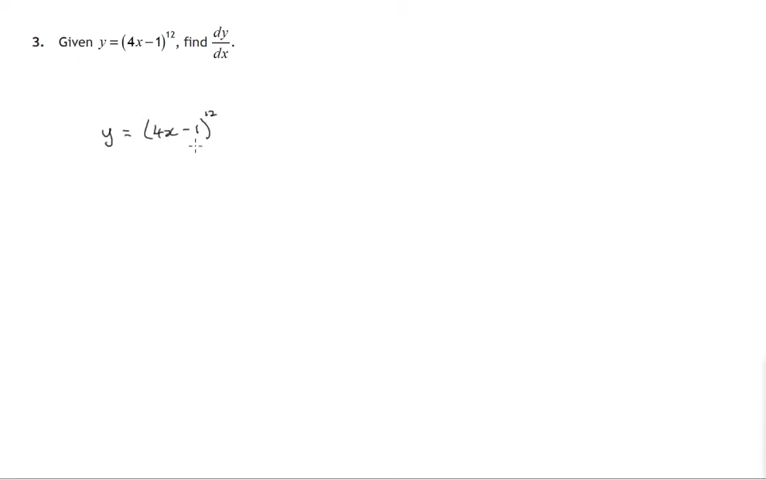 3. Given y = (4x − 1)¹², find dy/dx.
y = (4x − 1)¹²